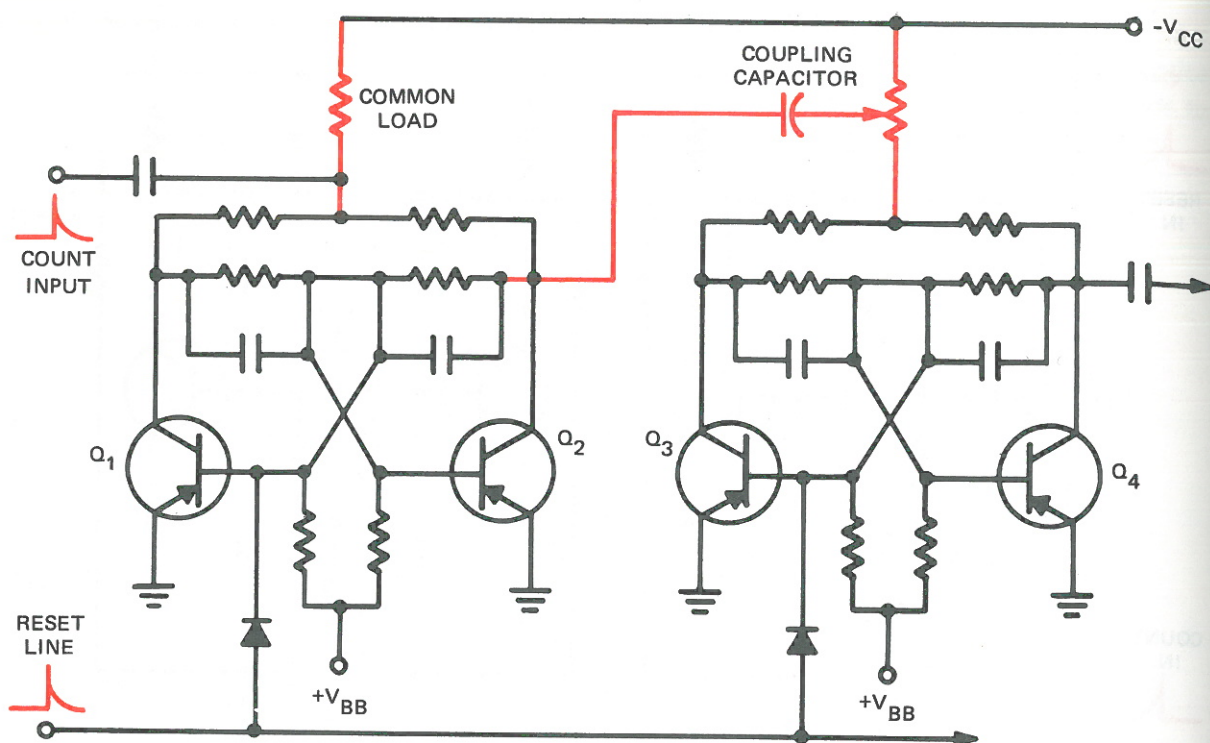 -VCC
COUPLING
CAPACITOR
COMMON
LOAD
COUNT
INPUT
Q1
Q2
Q3
Q4
RESET
LINE
+VBB
+VBB